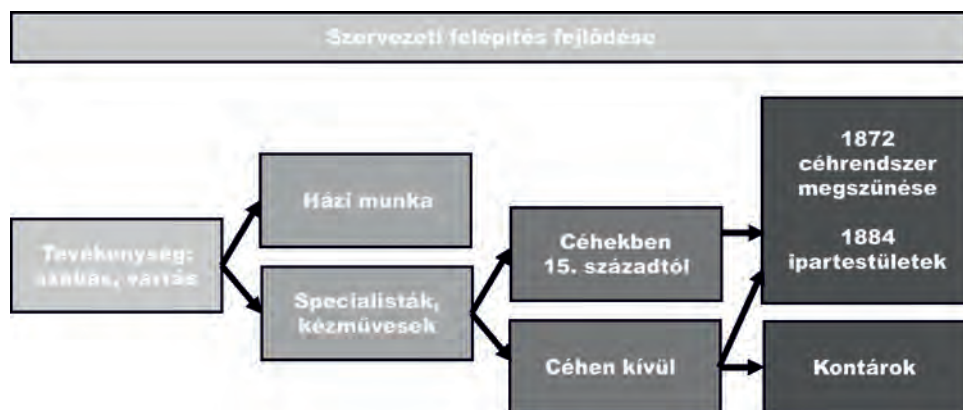 Szervezeti felépítés fejlődése
Tevékenység:
szabás, varrás
Házi munka
Specialisták,
kézművesek
Céhekben
15. századtól
Céhen kívül
1872
céhrendszer
megszűnése
1884
ipartestületek
Kontárok